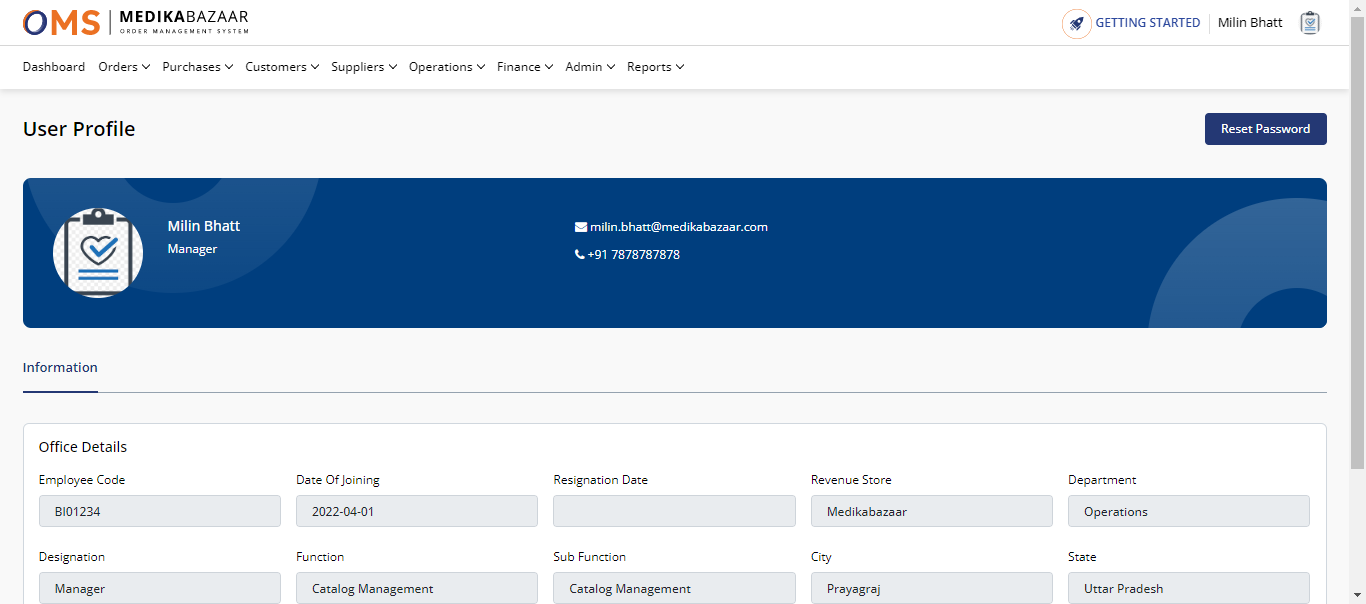 OMS MEDIKABAZAAR
ORDER MANAGEMENT SYSTEM
GETTING STARTED Milin Bhatt
Dashboard Orders Purchases Customers Suppliers Operations Finance Admin Reports
User Profile Reset Password
Milin Bhatt
Manager
milin.bhatt@medikabazaar.com
+91 7878787878
Information
Office Details
Employee Code Date Of Joining Resignation Date Revenue Store Department
BI01234 2022-04-01 Medikabazaar Operations
Designation Function Sub Function City State
Manager Catalog Management Catalog Management Prayagraj Uttar Pradesh